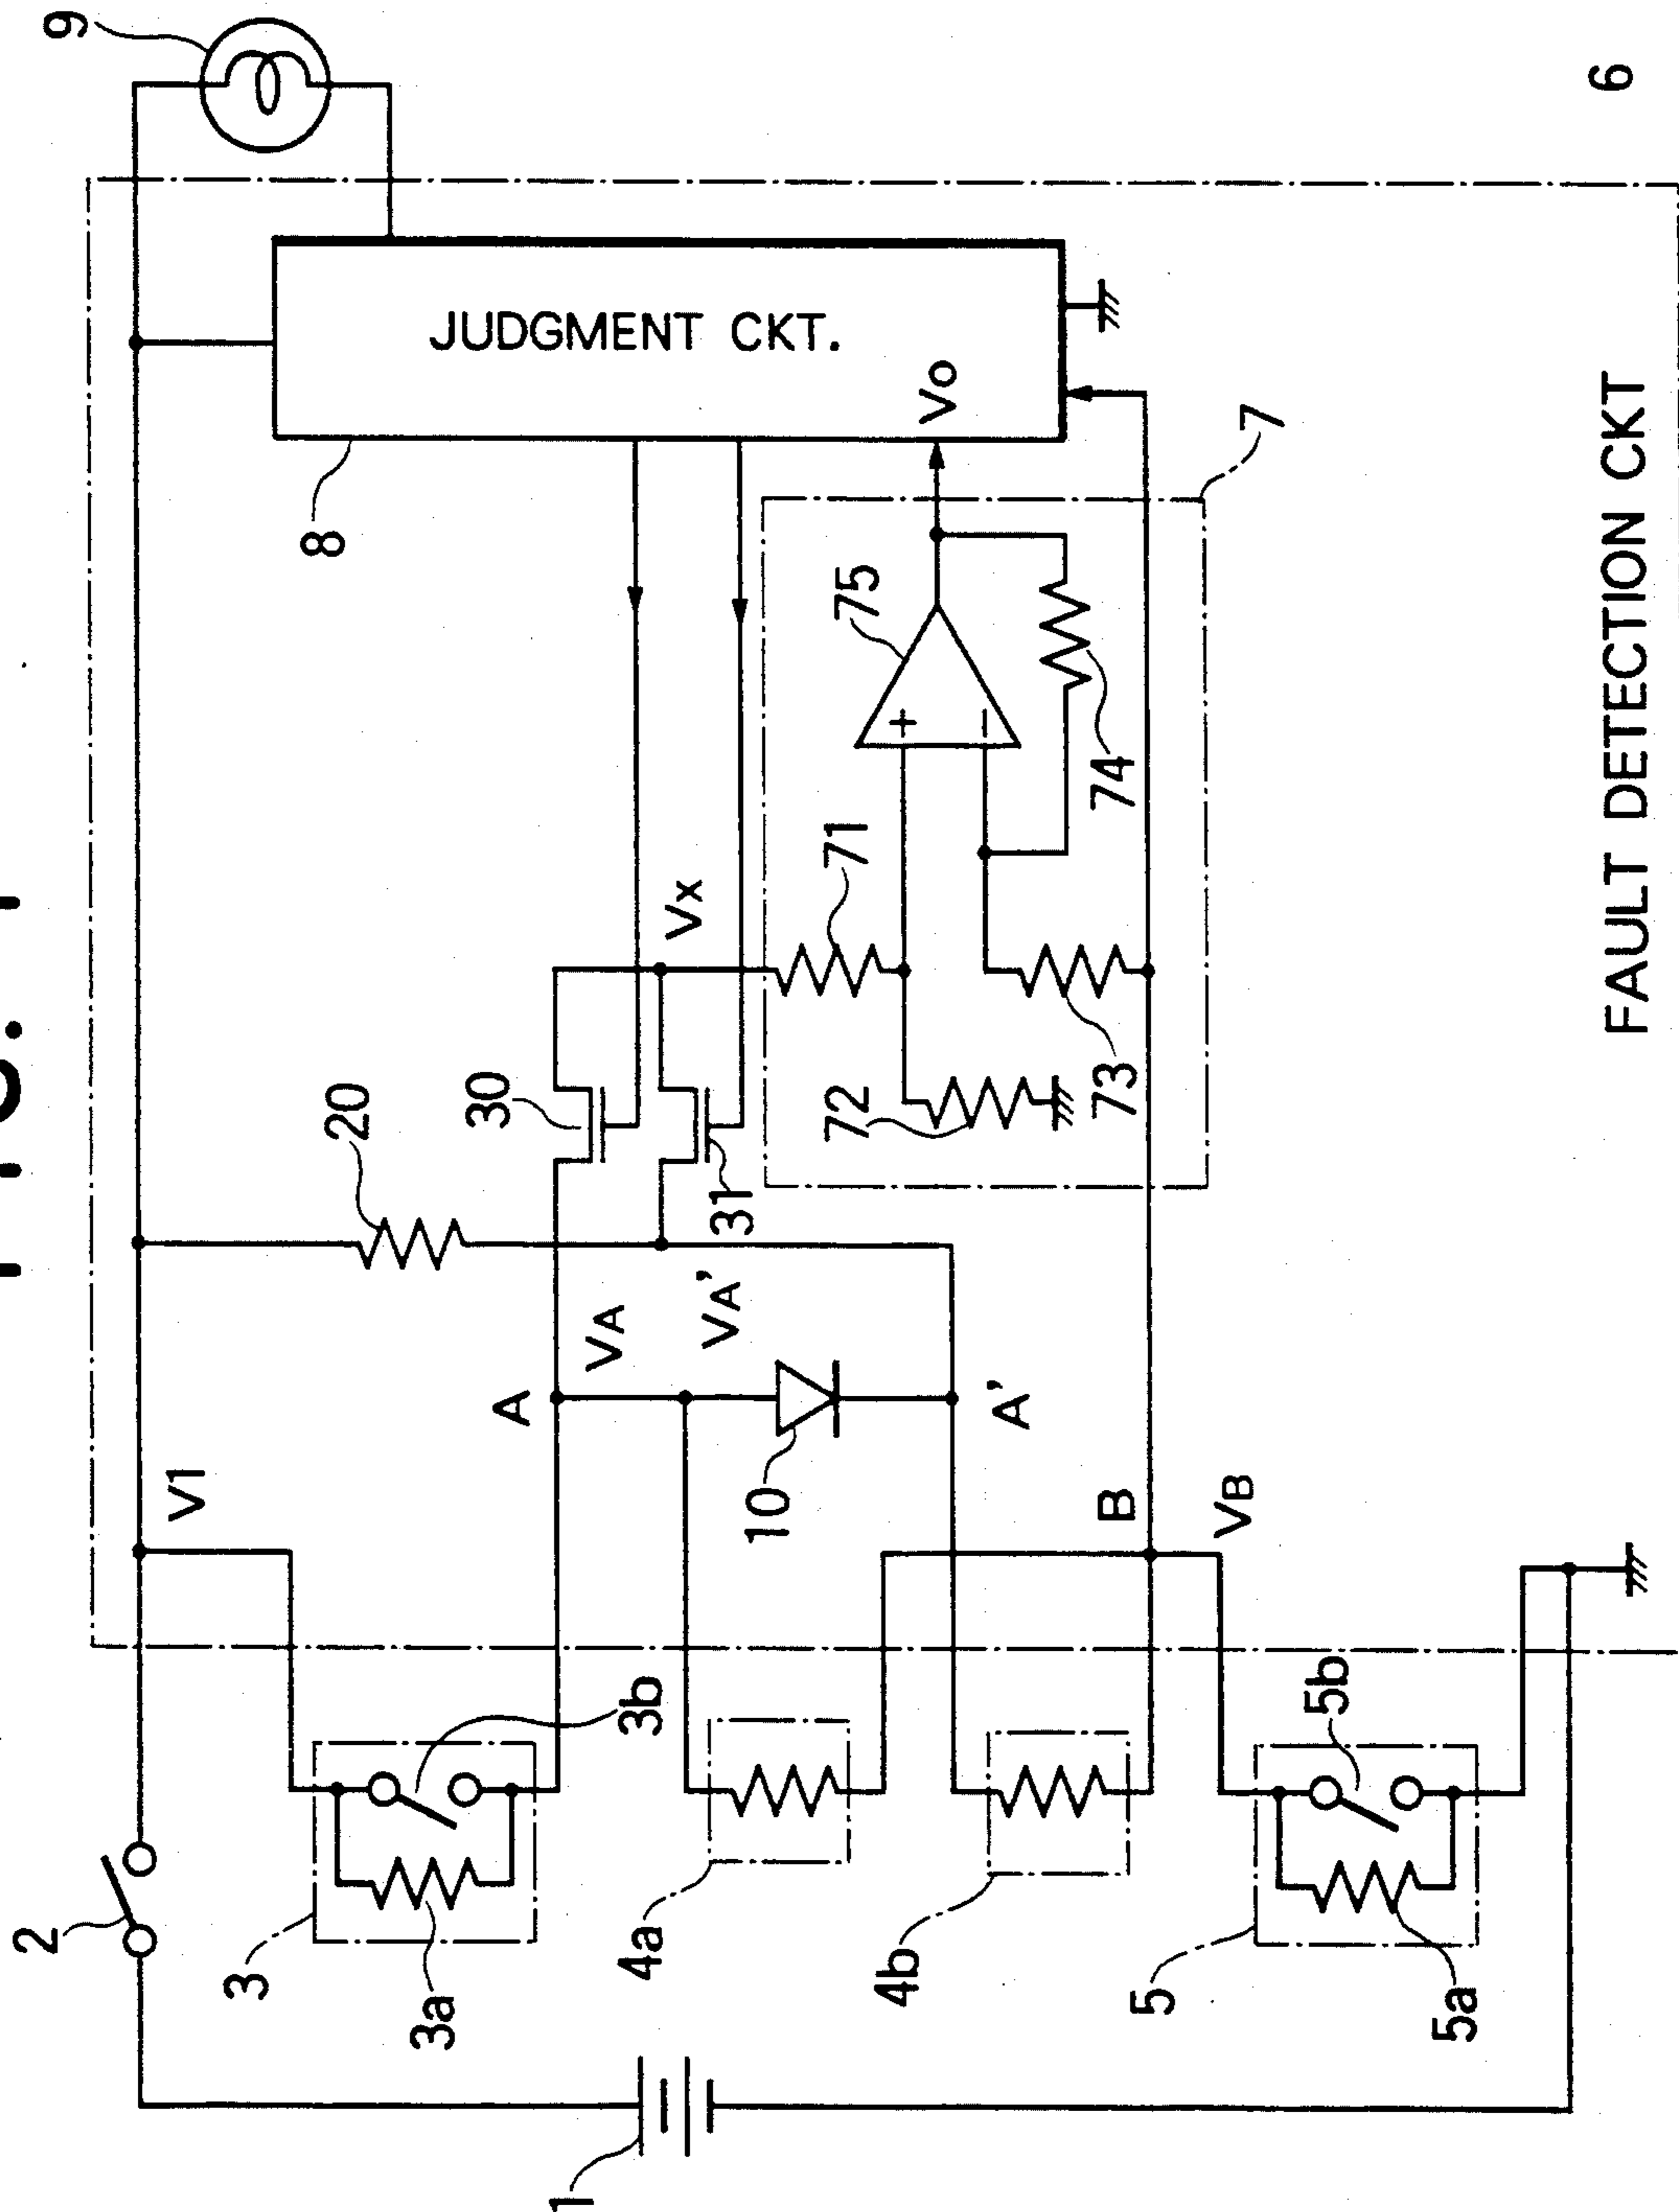 9
2
V1
20
8
JUDGMENT CKT.
3
3a
3b
A
VA
VA'
30
31
Vx
Vo
1
4a
4b
10
A'
71
72
73
74
75
7
B
VB
5
5a
5b
6
FAULT DETECTION CKT